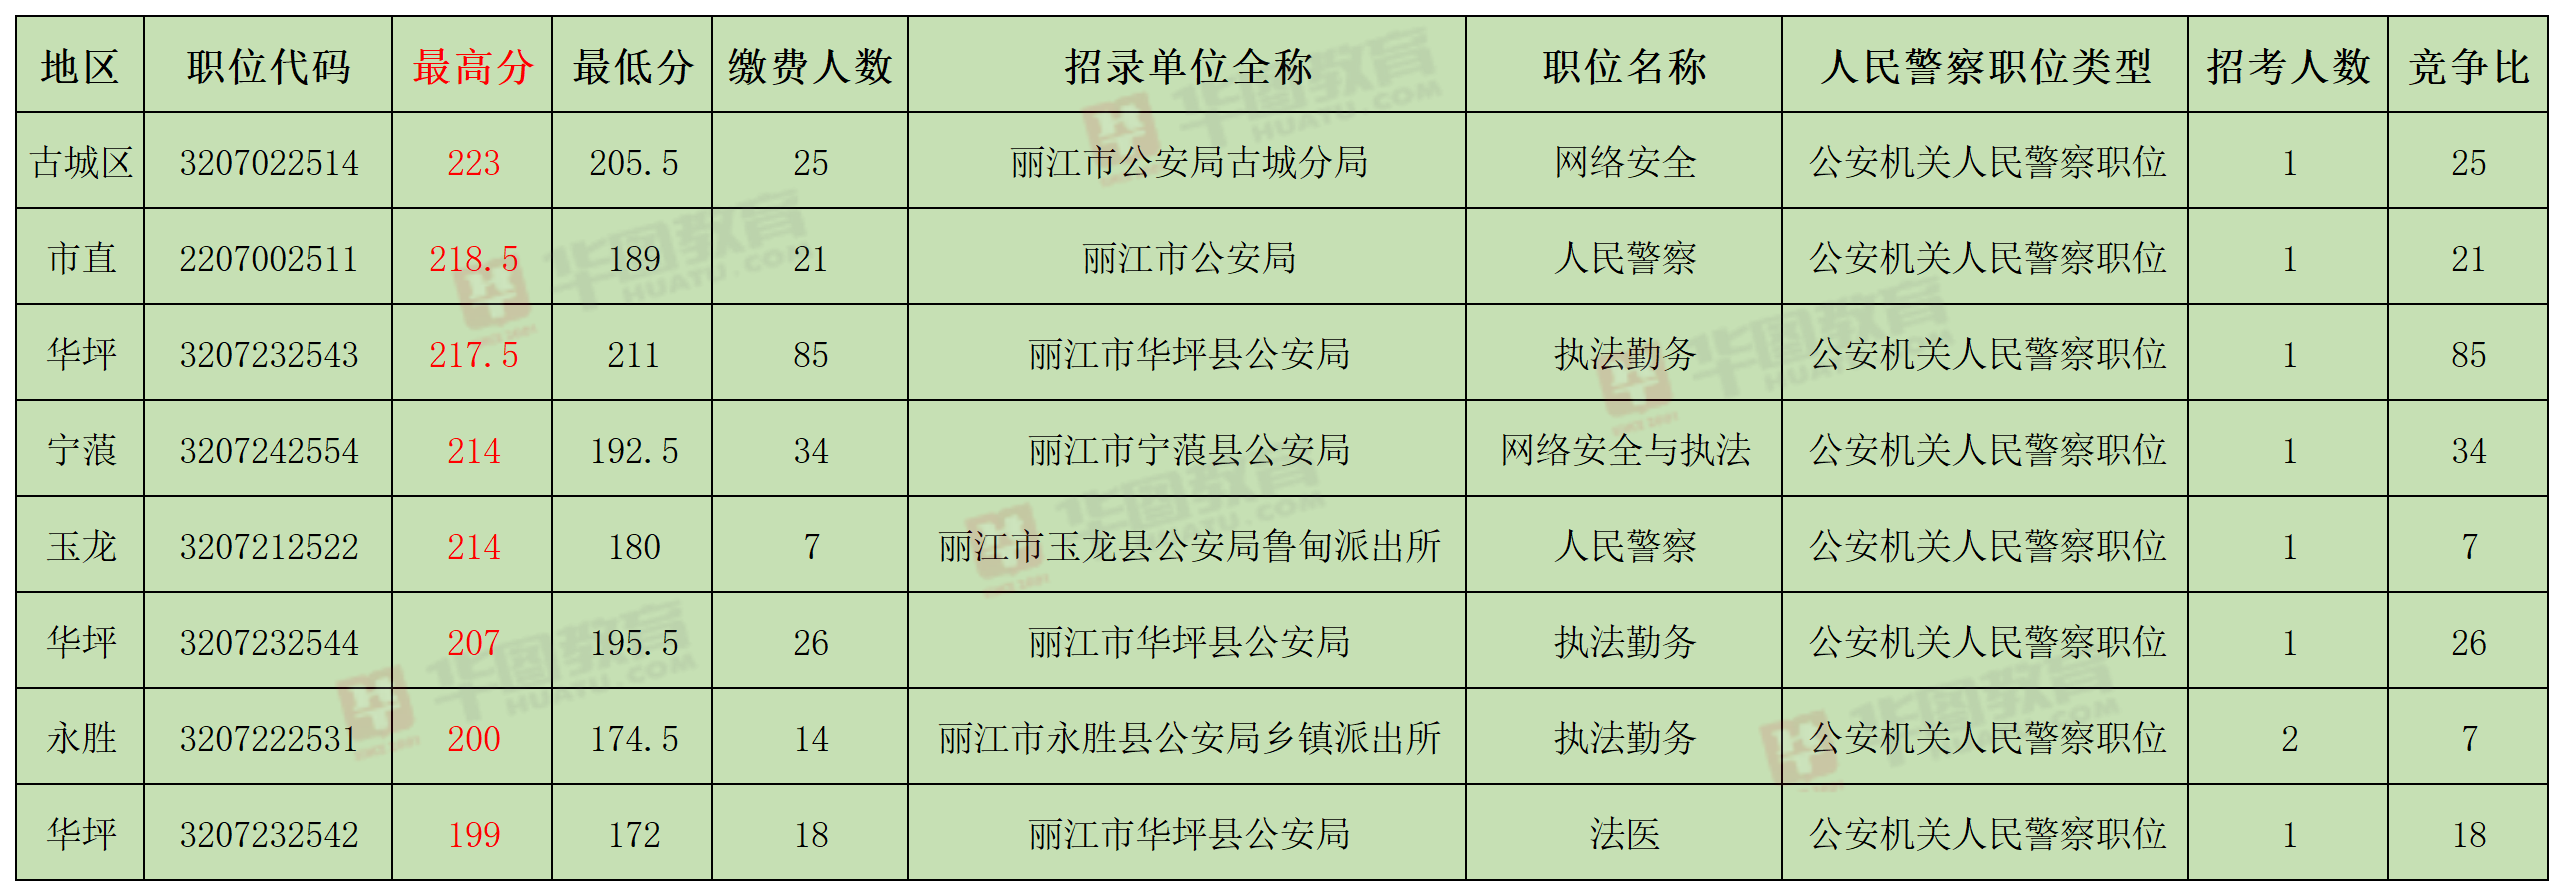 地区 职位代码 最高分 最低分 缴费人数 招录单位全称 职位名称 人民警察职位类型 招考人数 竞争比
古城区 3207022514 223 205.5 25 丽江市公安局古城分局 网络安全 公安机关人民警察职位 1 25
市直 2207002511 218.5 189 21 丽江市公安局 人民警察 公安机关人民警察职位 1 21
华坪 3207232543 217.5 211 85 丽江市华坪县公安局 执法勤务 公安机关人民警察职位 1 85
宁蒗 3207242554 214 192.5 34 丽江市宁蒗县公安局 网络安全与执法 公安机关人民警察职位 1 34
玉龙 3207212522 214 180 7 丽江市玉龙县公安局鲁甸派出所 人民警察 公安机关人民警察职位 1 7
华坪 3207232544 207 195.5 26 丽江市华坪县公安局 执法勤务 公安机关人民警察职位 1 26
永胜 3207222531 200 174.5 14 丽江市永胜县公安局乡镇派出所 执法勤务 公安机关人民警察职位 2 7
华坪 3207232542 199 172 18 丽江市华坪县公安局 法医 公安机关人民警察职位 1 18
华图教育
HUATU.COM